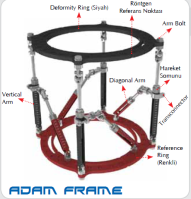 Deformity Ring (Siyah)
Röntgen
Referans Noktası
Arm Bolt
Hareket
Somunu
Diagonal Arm
Vertical
Arm
Transconnector
Reference
Ring
(Renkli)
ADAM FRAME